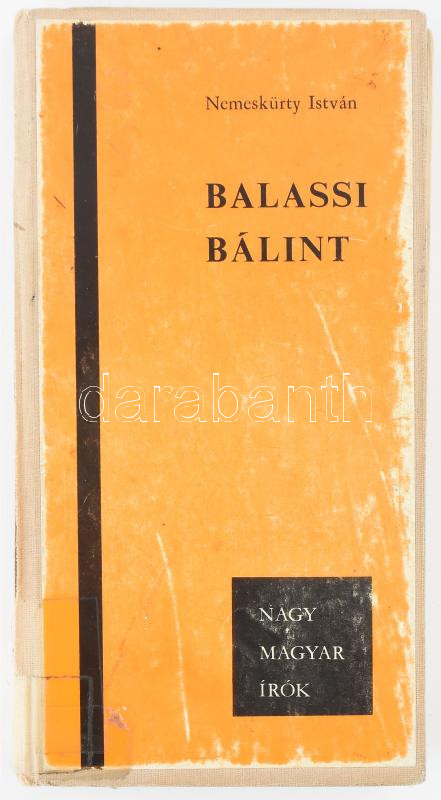 Nemeskürty István
BALASSI
BÁLINT
darabanth
NAGY
MAGYAR
ÍRÓK